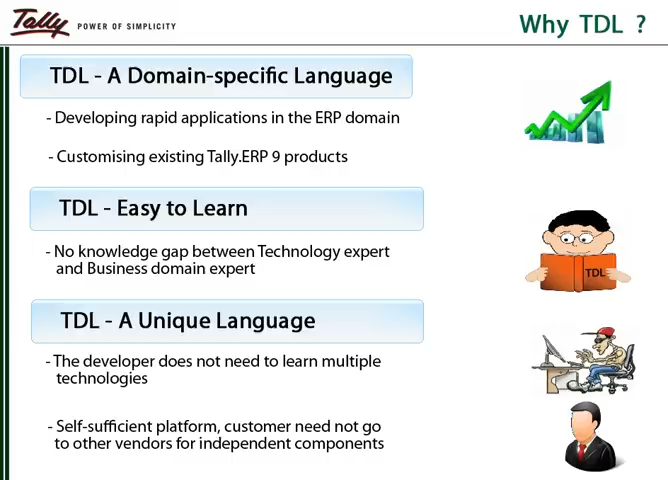 Tally POWER OF SIMPLICITY
Why TDL ?
TDL - A Domain-specific Language
- Developing rapid applications in the ERP domain
- Customising existing Tally.ERP 9 products
TDL - Easy to Learn
- No knowledge gap between Technology expert
and Business domain expert
TDL
TDL - A Unique Language
- The developer does not need to learn multiple
technologies
- Self-sufficient platform, customer need not go
to other vendors for independent components